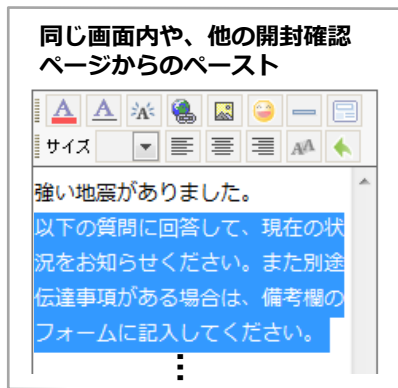 同じ画面内や、他の開封確認
ページからのペースト
サイズ
強い地震がありました。
以下の質問に回答して、現在の状
況をお知らせください。また別途
伝達事項がある場合は、備考欄の
フォームに記入してください。